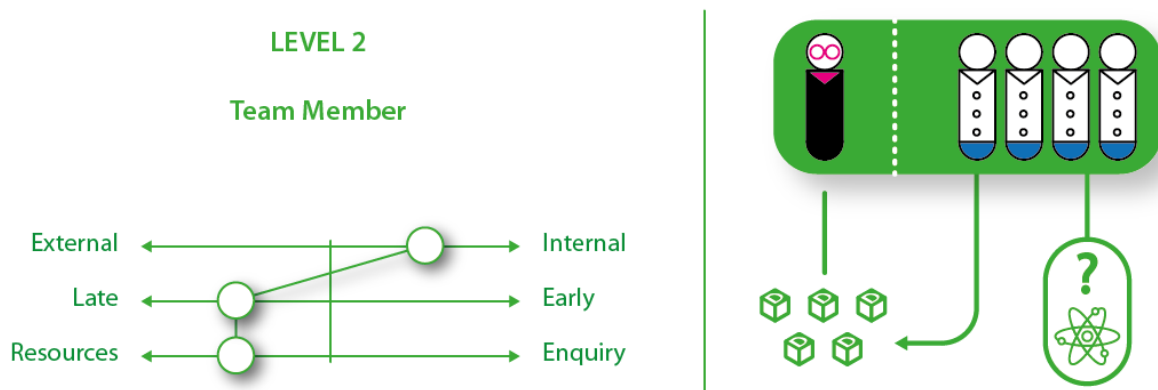 LEVEL 2
Team Member
External Internal
Late Early
Resources Enquiry
?